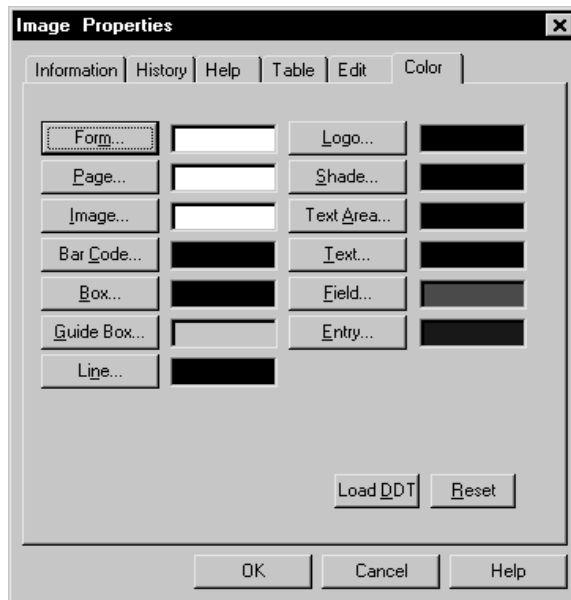 Image Properties
Information History Help Table Edit Color
Form... Logo...
Page... Shade...
Image... Text Area...
Bar Code... Text...
Box... Field...
Guide Box... Entry...
Line...
Load DDT Reset
OK Cancel Help